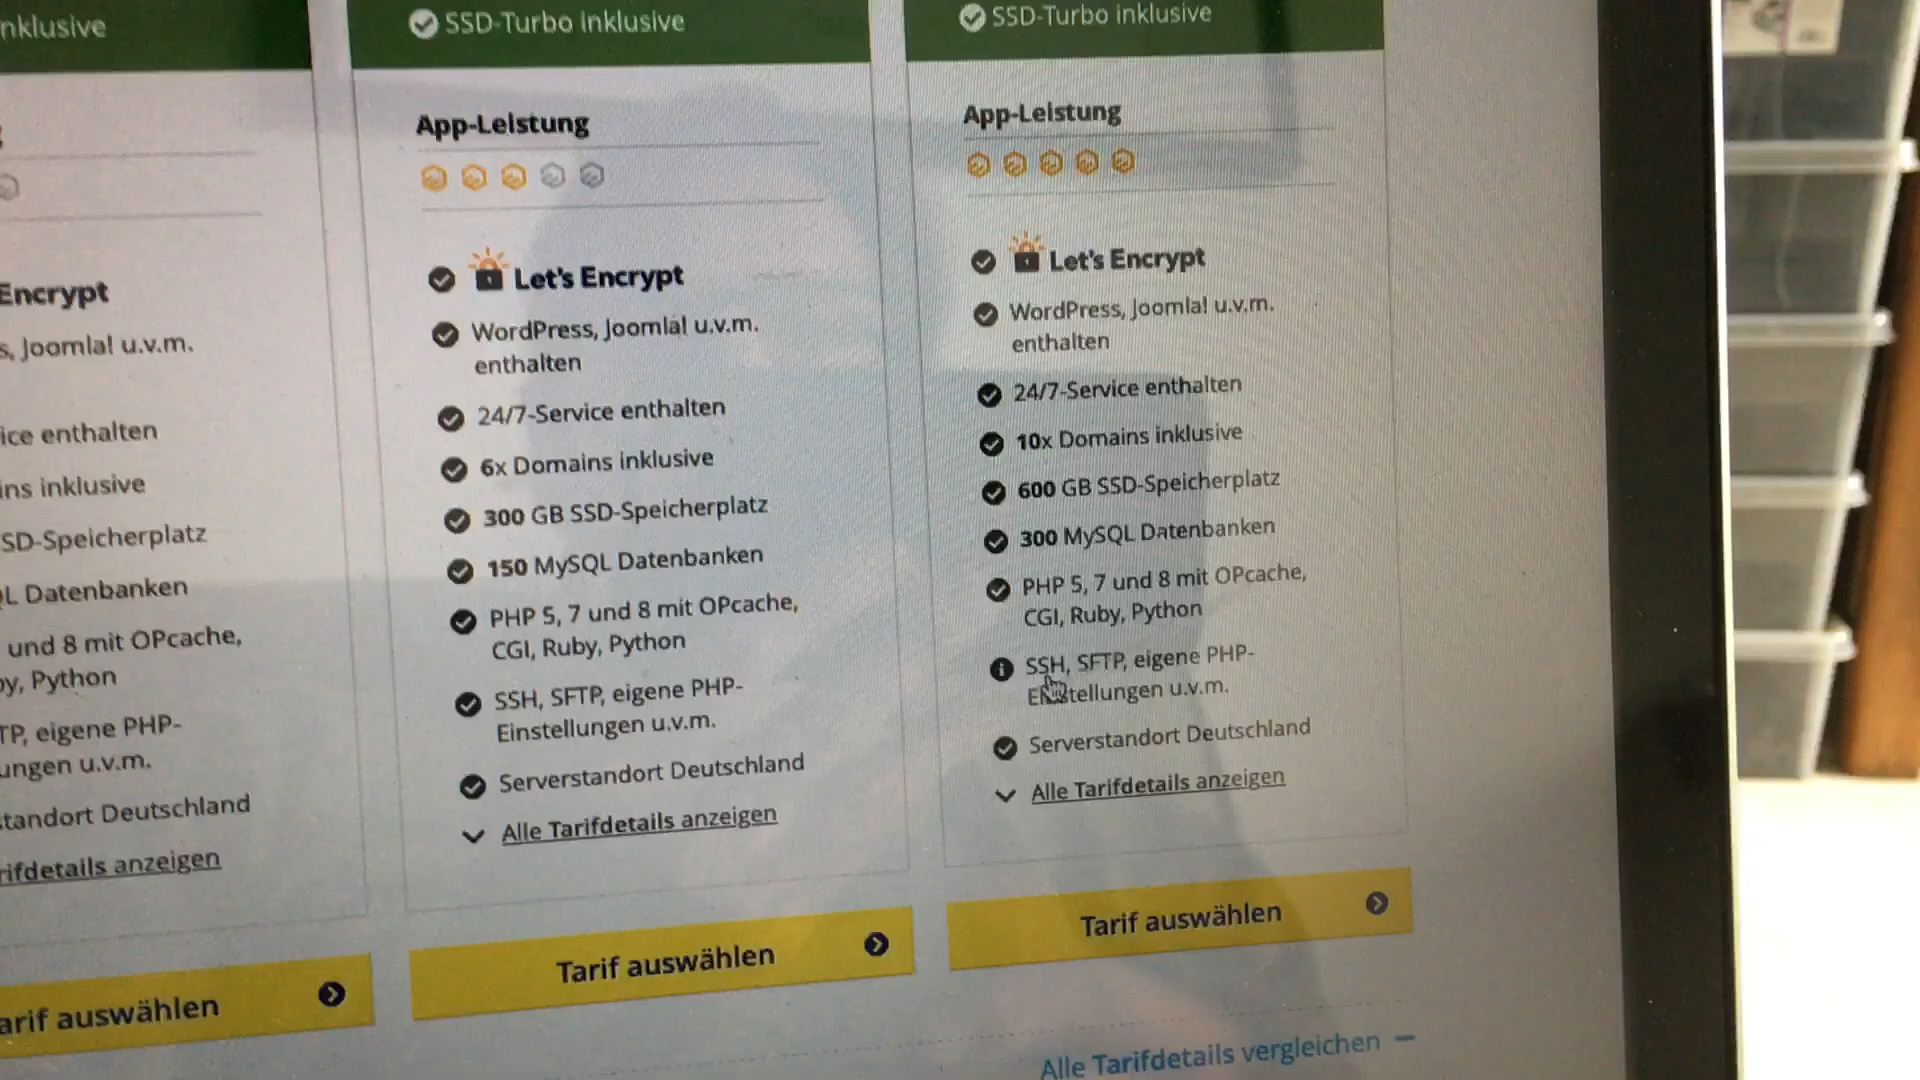 nklusive
Encrypt
s, Joomla! u.v.m.
ice enthalten
ins inklusive
SD-Speicherplatz
QL Datenbanken
und 8 mit OPcache,
by, Python
TP, eigene PHP-
ungen u.v.m.
standort Deutschland
rifdetails anzeigen
arif auswählen
SSD-Turbo inklusive
App-Leistung
Let's Encrypt
WordPress, Joomla! u.v.m.
enthalten
24/7-Service enthalten
6x Domains inklusive
300 GB SSD-Speicherplatz
150 MySQL Datenbanken
PHP 5, 7 und 8 mit OPcache,
CGI, Ruby, Python
SSH, SFTP, eigene PHP-
Einstellungen u.v.m.
Serverstandort Deutschland
Alle Tarifdetails anzeigen
Tarif auswählen
SSD-Turbo inklusive
App-Leistung
Let's Encrypt
WordPress, Joomla! u.v.m.
enthalten
24/7-Service enthalten
10x Domains inklusive
600 GB SSD-Speicherplatz
300 MySQL Datenbanken
PHP 5, 7 und 8 mit OPcache,
CGI, Ruby, Python
SSH, SFTP, eigene PHP-
Einstellungen u.v.m.
Serverstandort Deutschland
Alle Tarifdetails anzeigen
Tarif auswählen
Alle Tarifdetails vergleichen